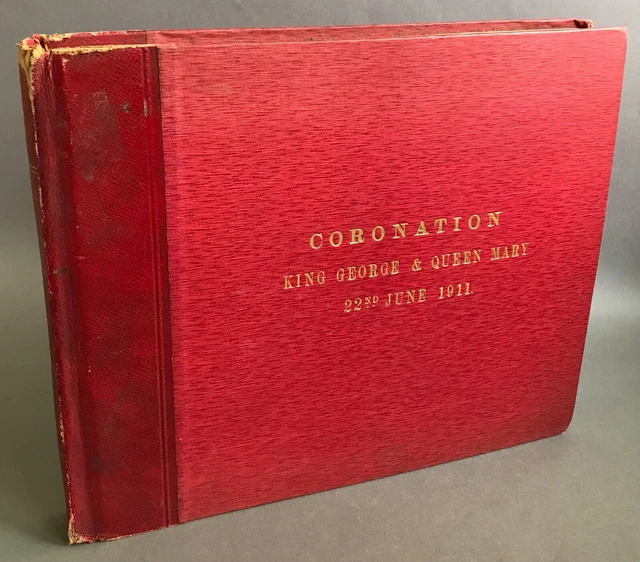 CORONATION
KING GEORGE & QUEEN MARY
22ND JUNE 1911.